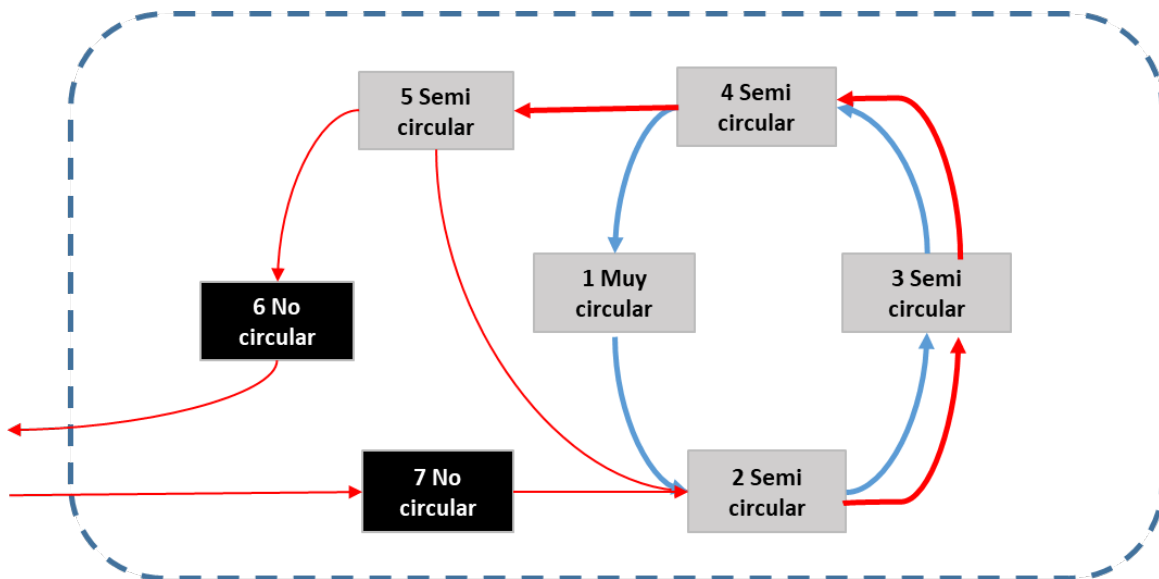 5 Semi
circular
4 Semi
circular
6 No
circular
1 Muy
circular
3 Semi
circular
7 No
circular
2 Semi
circular